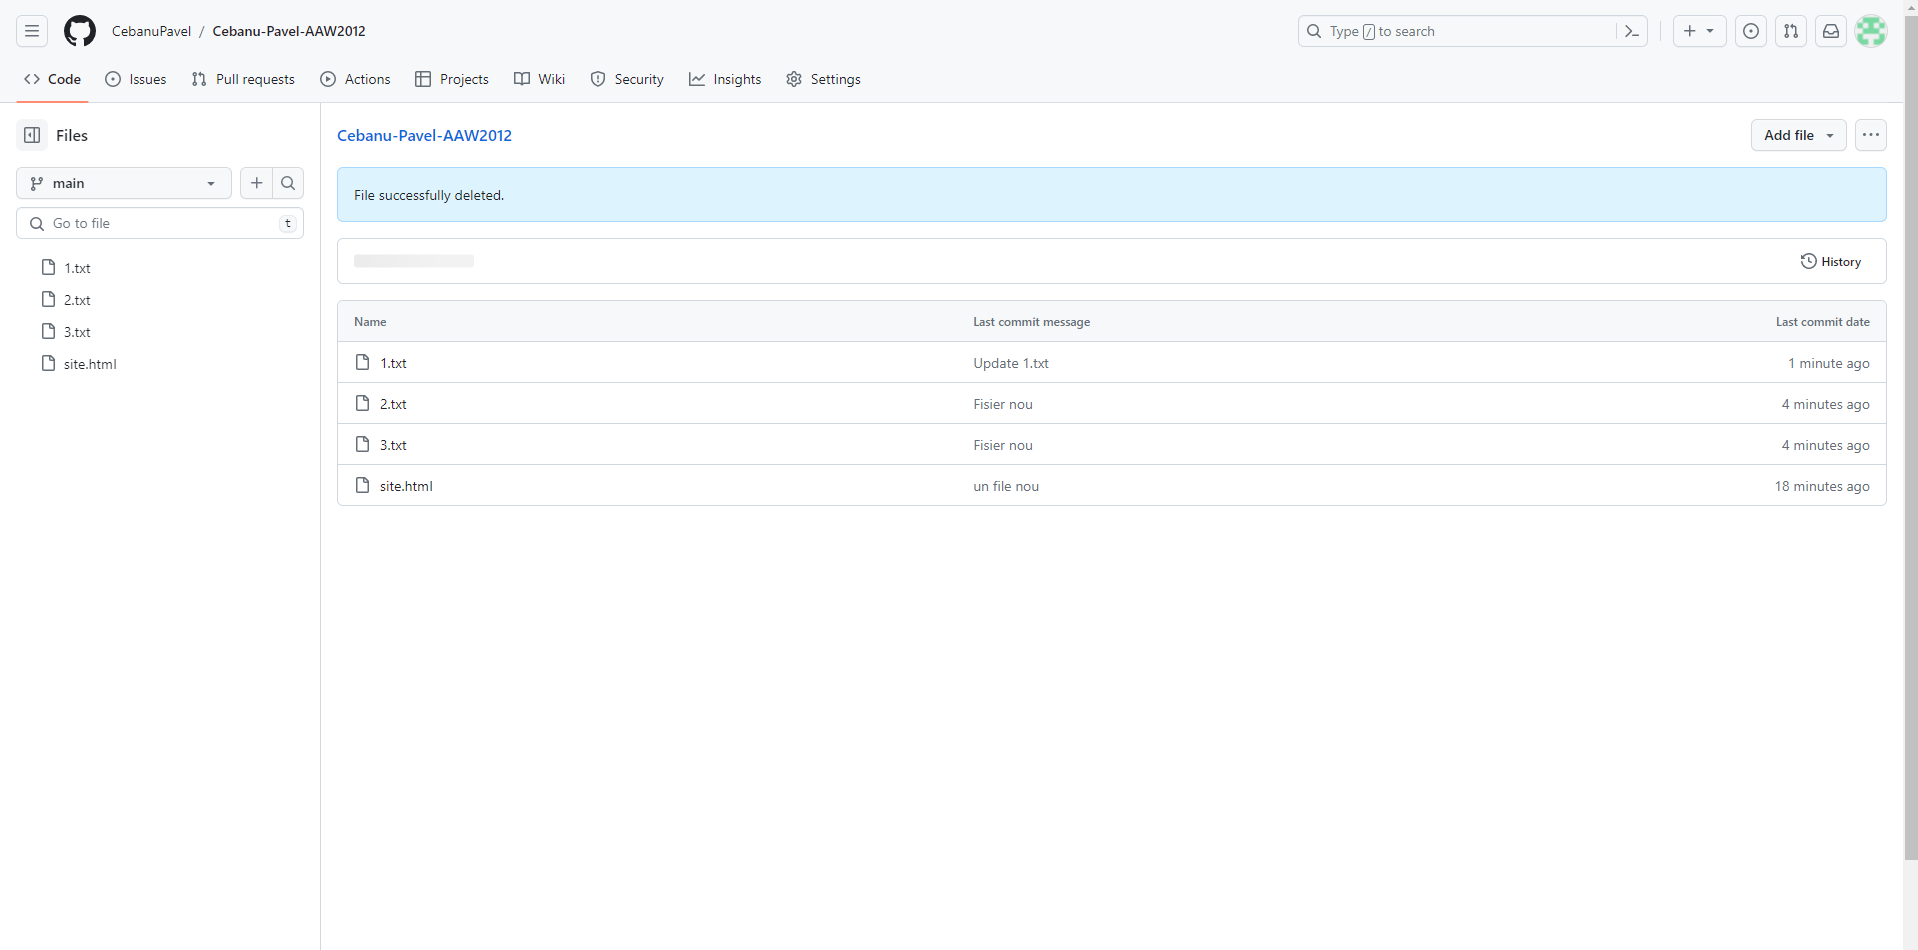 CebanuPavel / Cebanu-Pavel-AAW2012
Type / to search
Code Issues Pull requests Actions Projects Wiki Security Insights Settings
Files
main
Go to file t
1.txt
2.txt
3.txt
site.html
Cebanu-Pavel-AAW2012
Add file
File successfully deleted.
History
Name Last commit message Last commit date
1.txt Update 1.txt 1 minute ago
2.txt Fisier nou 4 minutes ago
3.txt Fisier nou 4 minutes ago
site.html un file nou 18 minutes ago